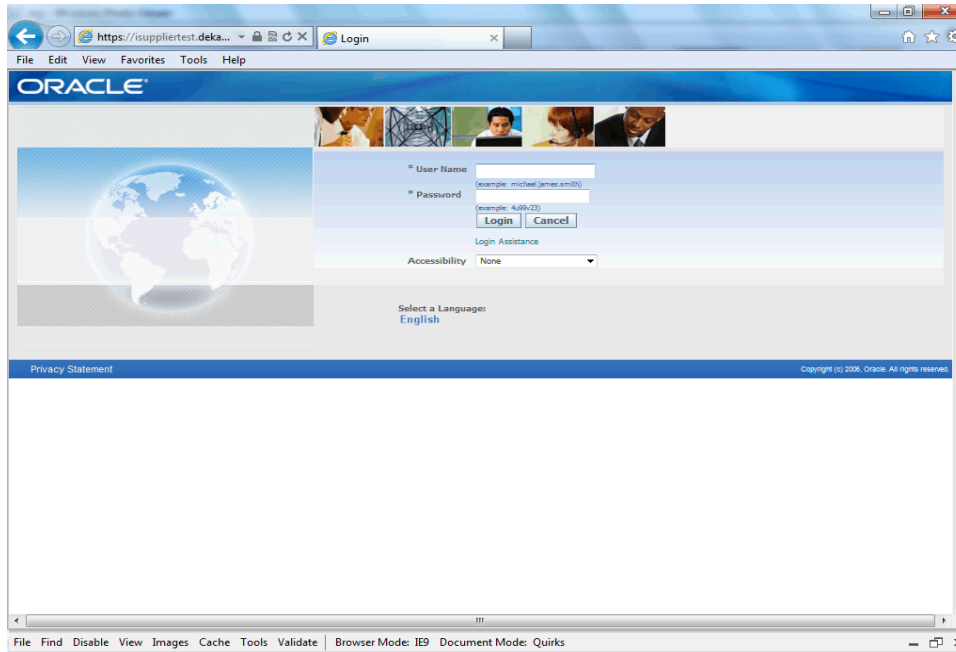 https://isuppliertest.deka...
Login
File Edit View Favorites Tools Help
ORACLE
* User Name
(example: michael.james.smith)
* Password
(example: 4u99v23)
Login Cancel
Login Assistance
Accessibility None
Select a Language:
English
Privacy Statement
Copyright (c) 2006, Oracle. All rights reserved.
File Find Disable View Images Cache Tools Validate Browser Mode: IE9 Document Mode: Quirks